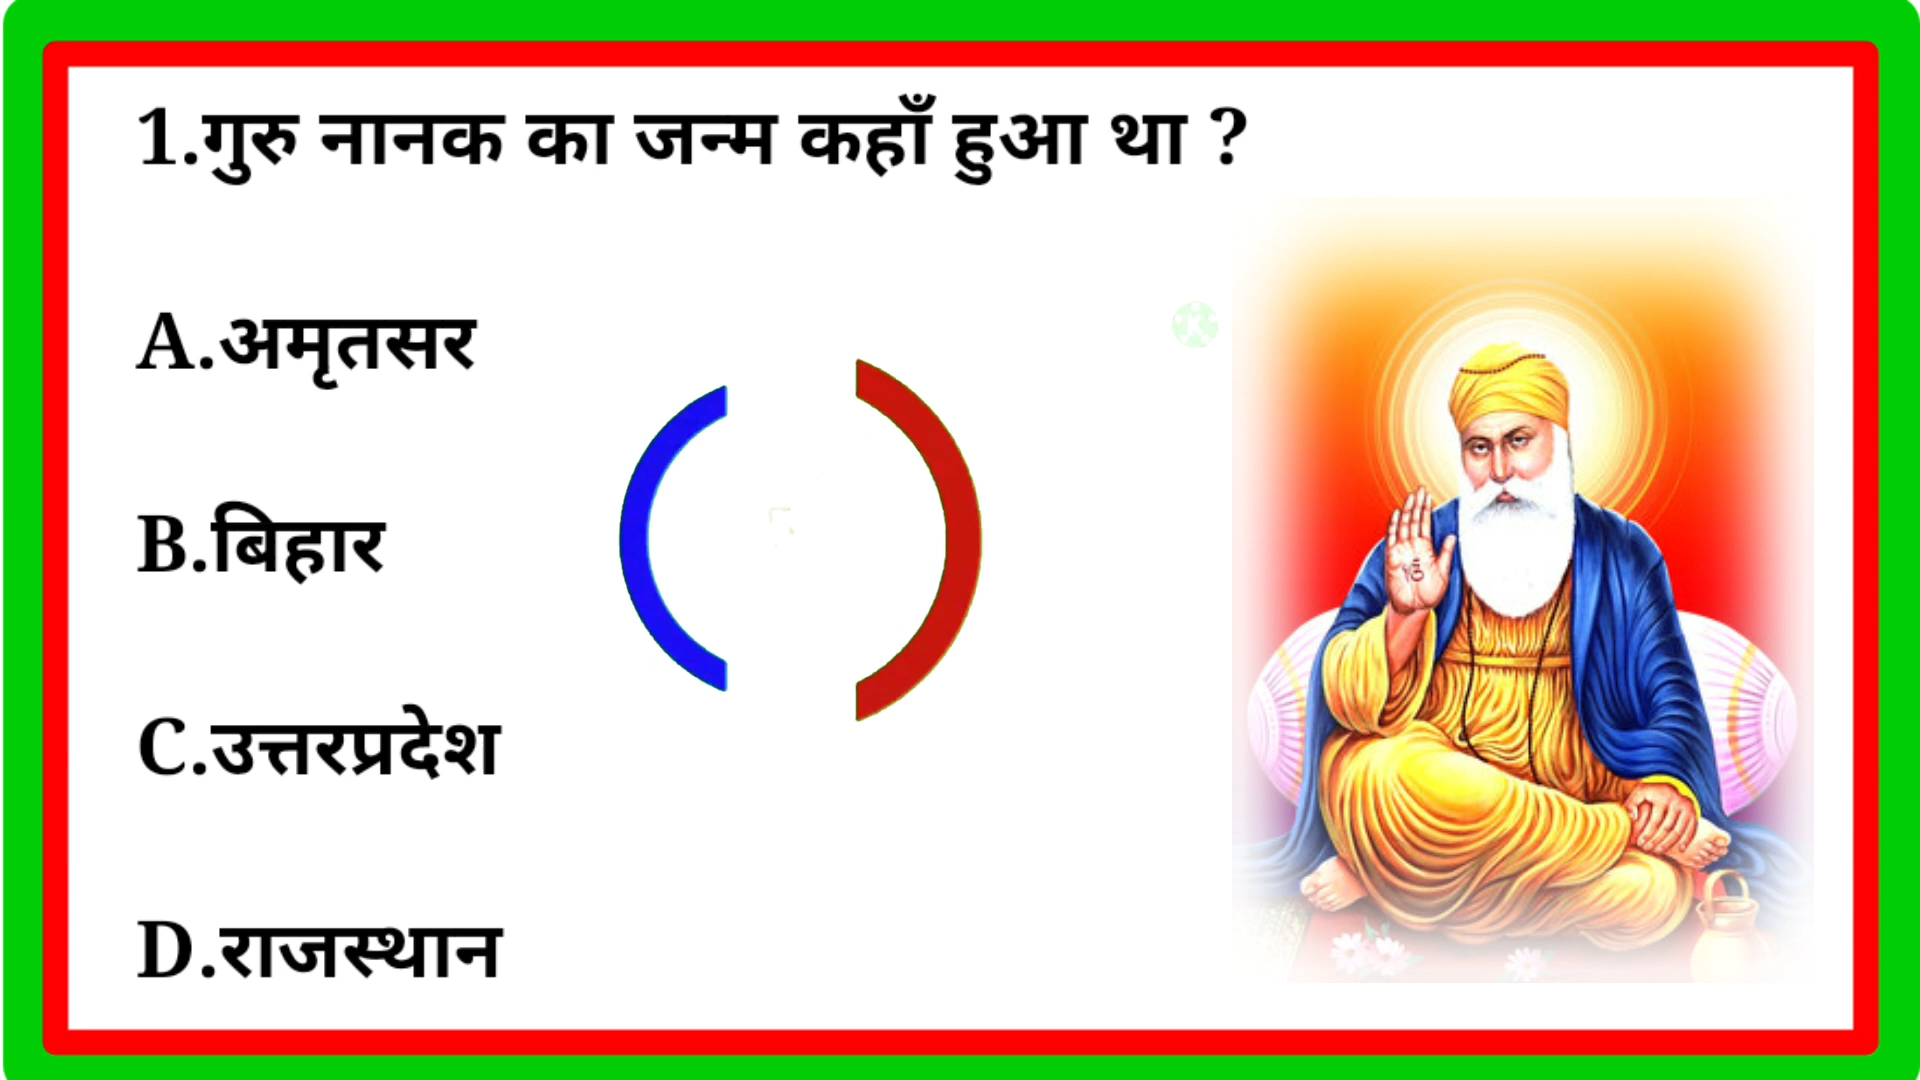 1.गुरु नानक का जन्म कहाँ हुआ था ?
A.अमृतसर
B.बिहार
C.उत्तरप्रदेश
D.राजस्थान